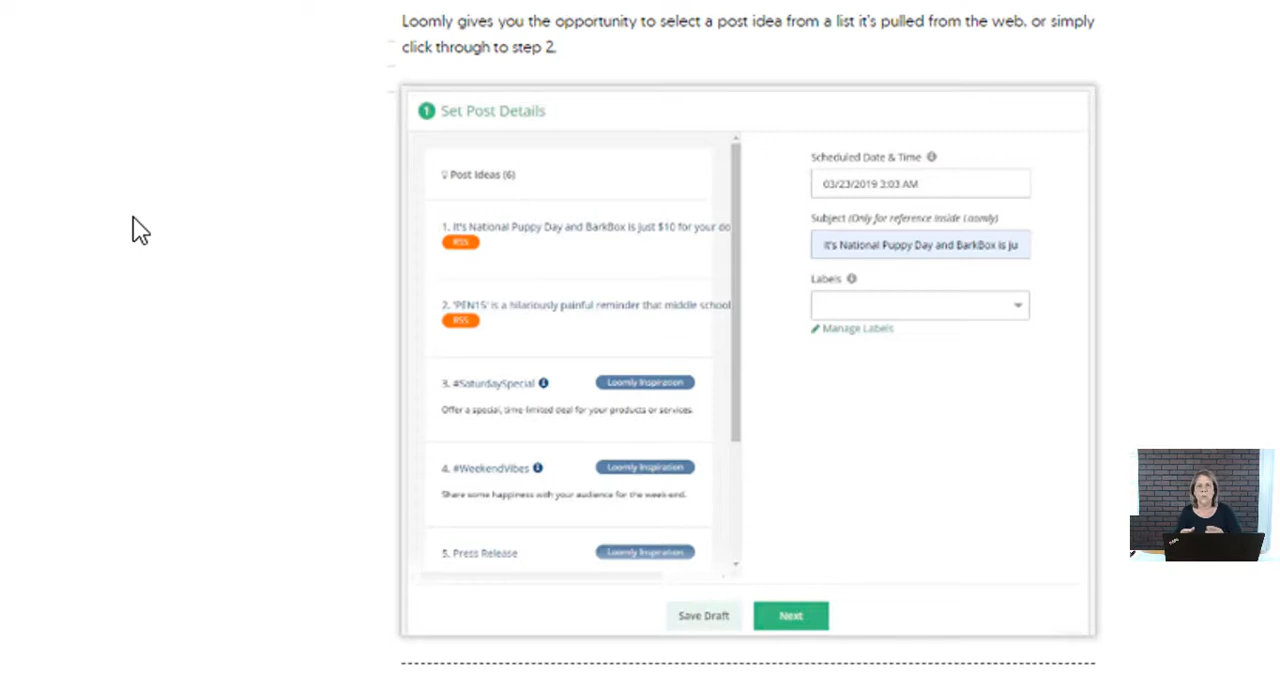 Loomly gives you the opportunity to select a post idea from a list it's pulled from the web, or simply
click through to step 2.
1 Set Post Details
Post Ideas (6)
1. It's National Puppy Day and BarkBox is just $10 for your do
RSS
2. 'PEN15' is a hilariously painful reminder that middle school
RSS
3. #SaturdaySpecial
Loomly Inspiration
Offer a special, time-limited deal for your products or services.
4. #WeekendVibes
Loomly Inspiration
Share some happiness with your audience for the week-end.
5. Press Release
Loomly Inspiration
Scheduled Date & Time
03/23/2019 3:03 AM
Subject (Only for reference inside Loomly)
It's National Puppy Day and BarkBox is ju
Labels
Manage Labels
Save Draft
Next